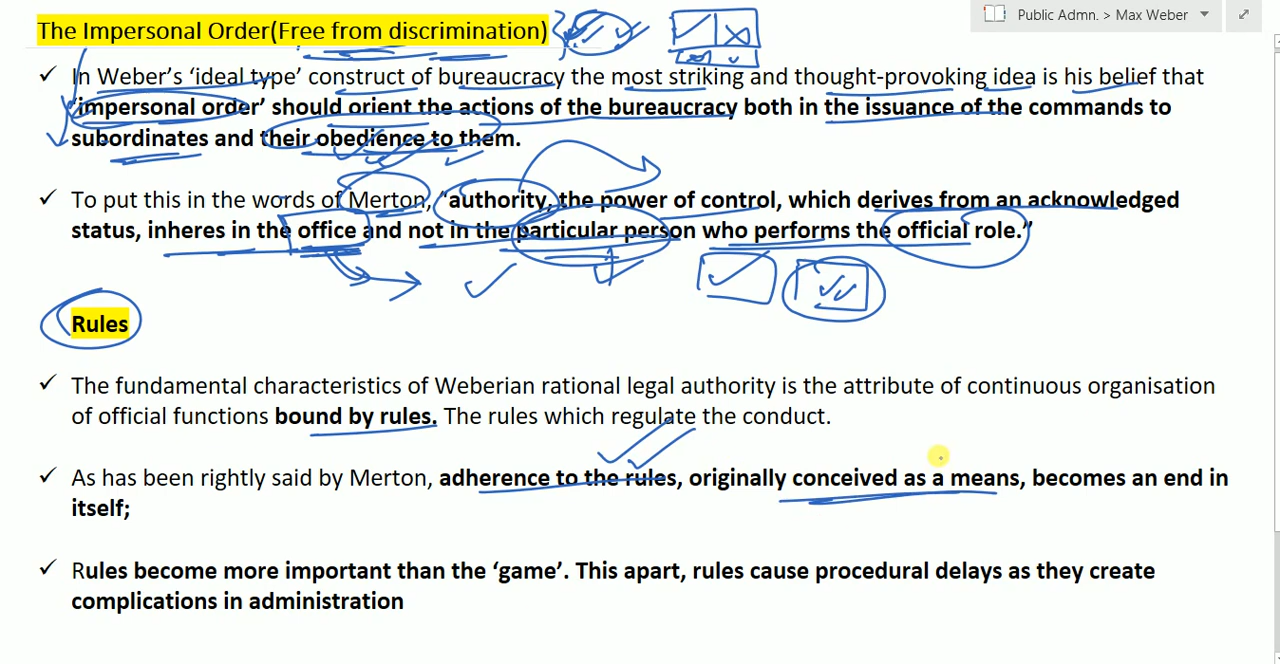 Public Admn. > Max Weber
The Impersonal Order(Free from discrimination)
✓ In Weber's 'ideal type' construct of bureaucracy the most striking and thought-provoking idea is his belief that
'impersonal order' should orient the actions of the bureaucracy both in the issuance of the commands to
subordinates and their obedience to them.
✓ To put this in the words of Merton, "authority, the power of control, which derives from an acknowledged
status, inheres in the office and not in the particular person who performs the official role."
Rules
✓ The fundamental characteristics of Weberian rational legal authority is the attribute of continuous organisation
of official functions bound by rules. The rules which regulate the conduct.
✓ As has been rightly said by Merton, adherence to the rules, originally conceived as a means, becomes an end in
itself;
✓ Rules become more important than the 'game'. This apart, rules cause procedural delays as they create
complications in administration